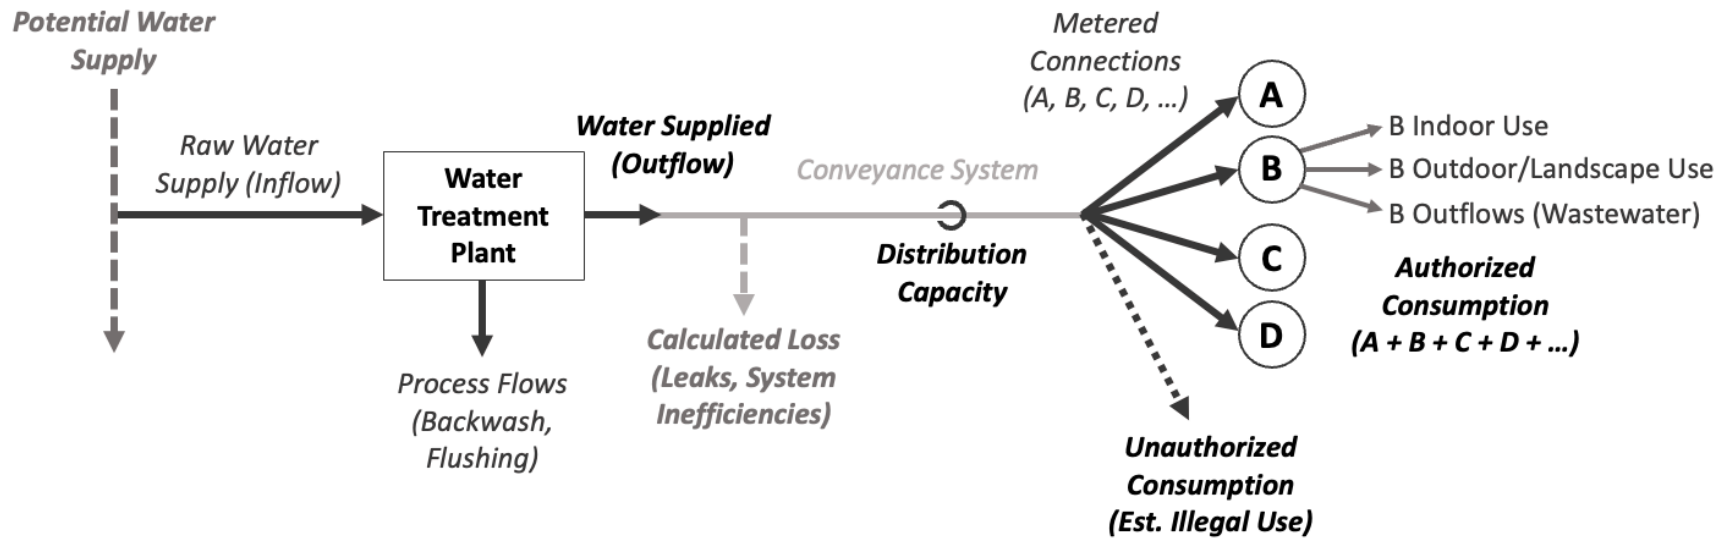 Potential Water
Supply
Raw Water
Supply (Inflow)
Water
Treatment
Plant
Process Flows
(Backwash,
Flushing)
Water Supplied
(Outflow)
Calculated Loss
(Leaks, System
Inefficiencies)
Conveyance System
Distribution
Capacity
Metered
Connections
(A, B, C, D, ...)
A
B
C
D
B Indoor Use
B Outdoor/Landscape Use
B Outflows (Wastewater)
Authorized
Consumption
(A + B + C + D + ...)
Unauthorized
Consumption
(Est. Illegal Use)